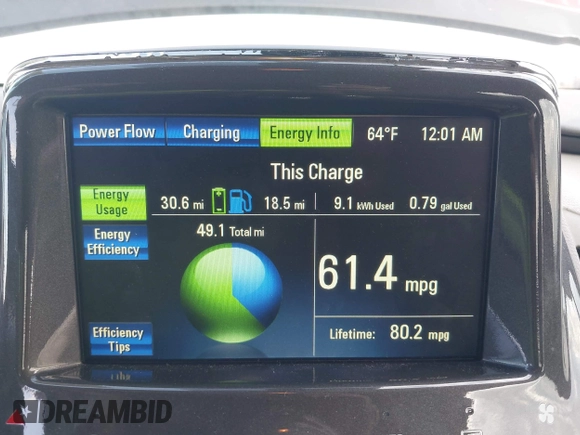 Power Flow Charging Energy Info 64°F 12:01 AM
This Charge
Energy Usage
30.6 mi 18.5 mi 9.1 kWh Used 0.79 gal Used
Energy Efficiency
49.1 Total mi
61.4 mpg
Efficiency Tips
Lifetime: 80.2 mpg
DREAMBID